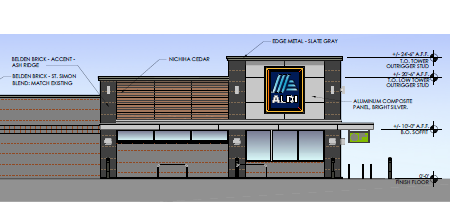 EDGE METAL - SLATE GRAY
BELDEN BRICK - ACCENT -
ASH RIDGE
NICHIHA CEDAR
BELDEN BRICK - ST. SIMON
BLEND: MATCH EXISTING
+/- 24'-6" A.F.F.
T.O. TOWER
OUTRIGGER STUD
+/- 20'-6" A.F.F.
T.O. LOW TOWER
OUTRIGGER STUD
ALDI
ALUMINUM COMPOSITE
PANEL, BRIGHT SILVER.
+/- 10'-0" A.F.F.
B.O. SOFFIT
0'-0"
FINISH FLOOR